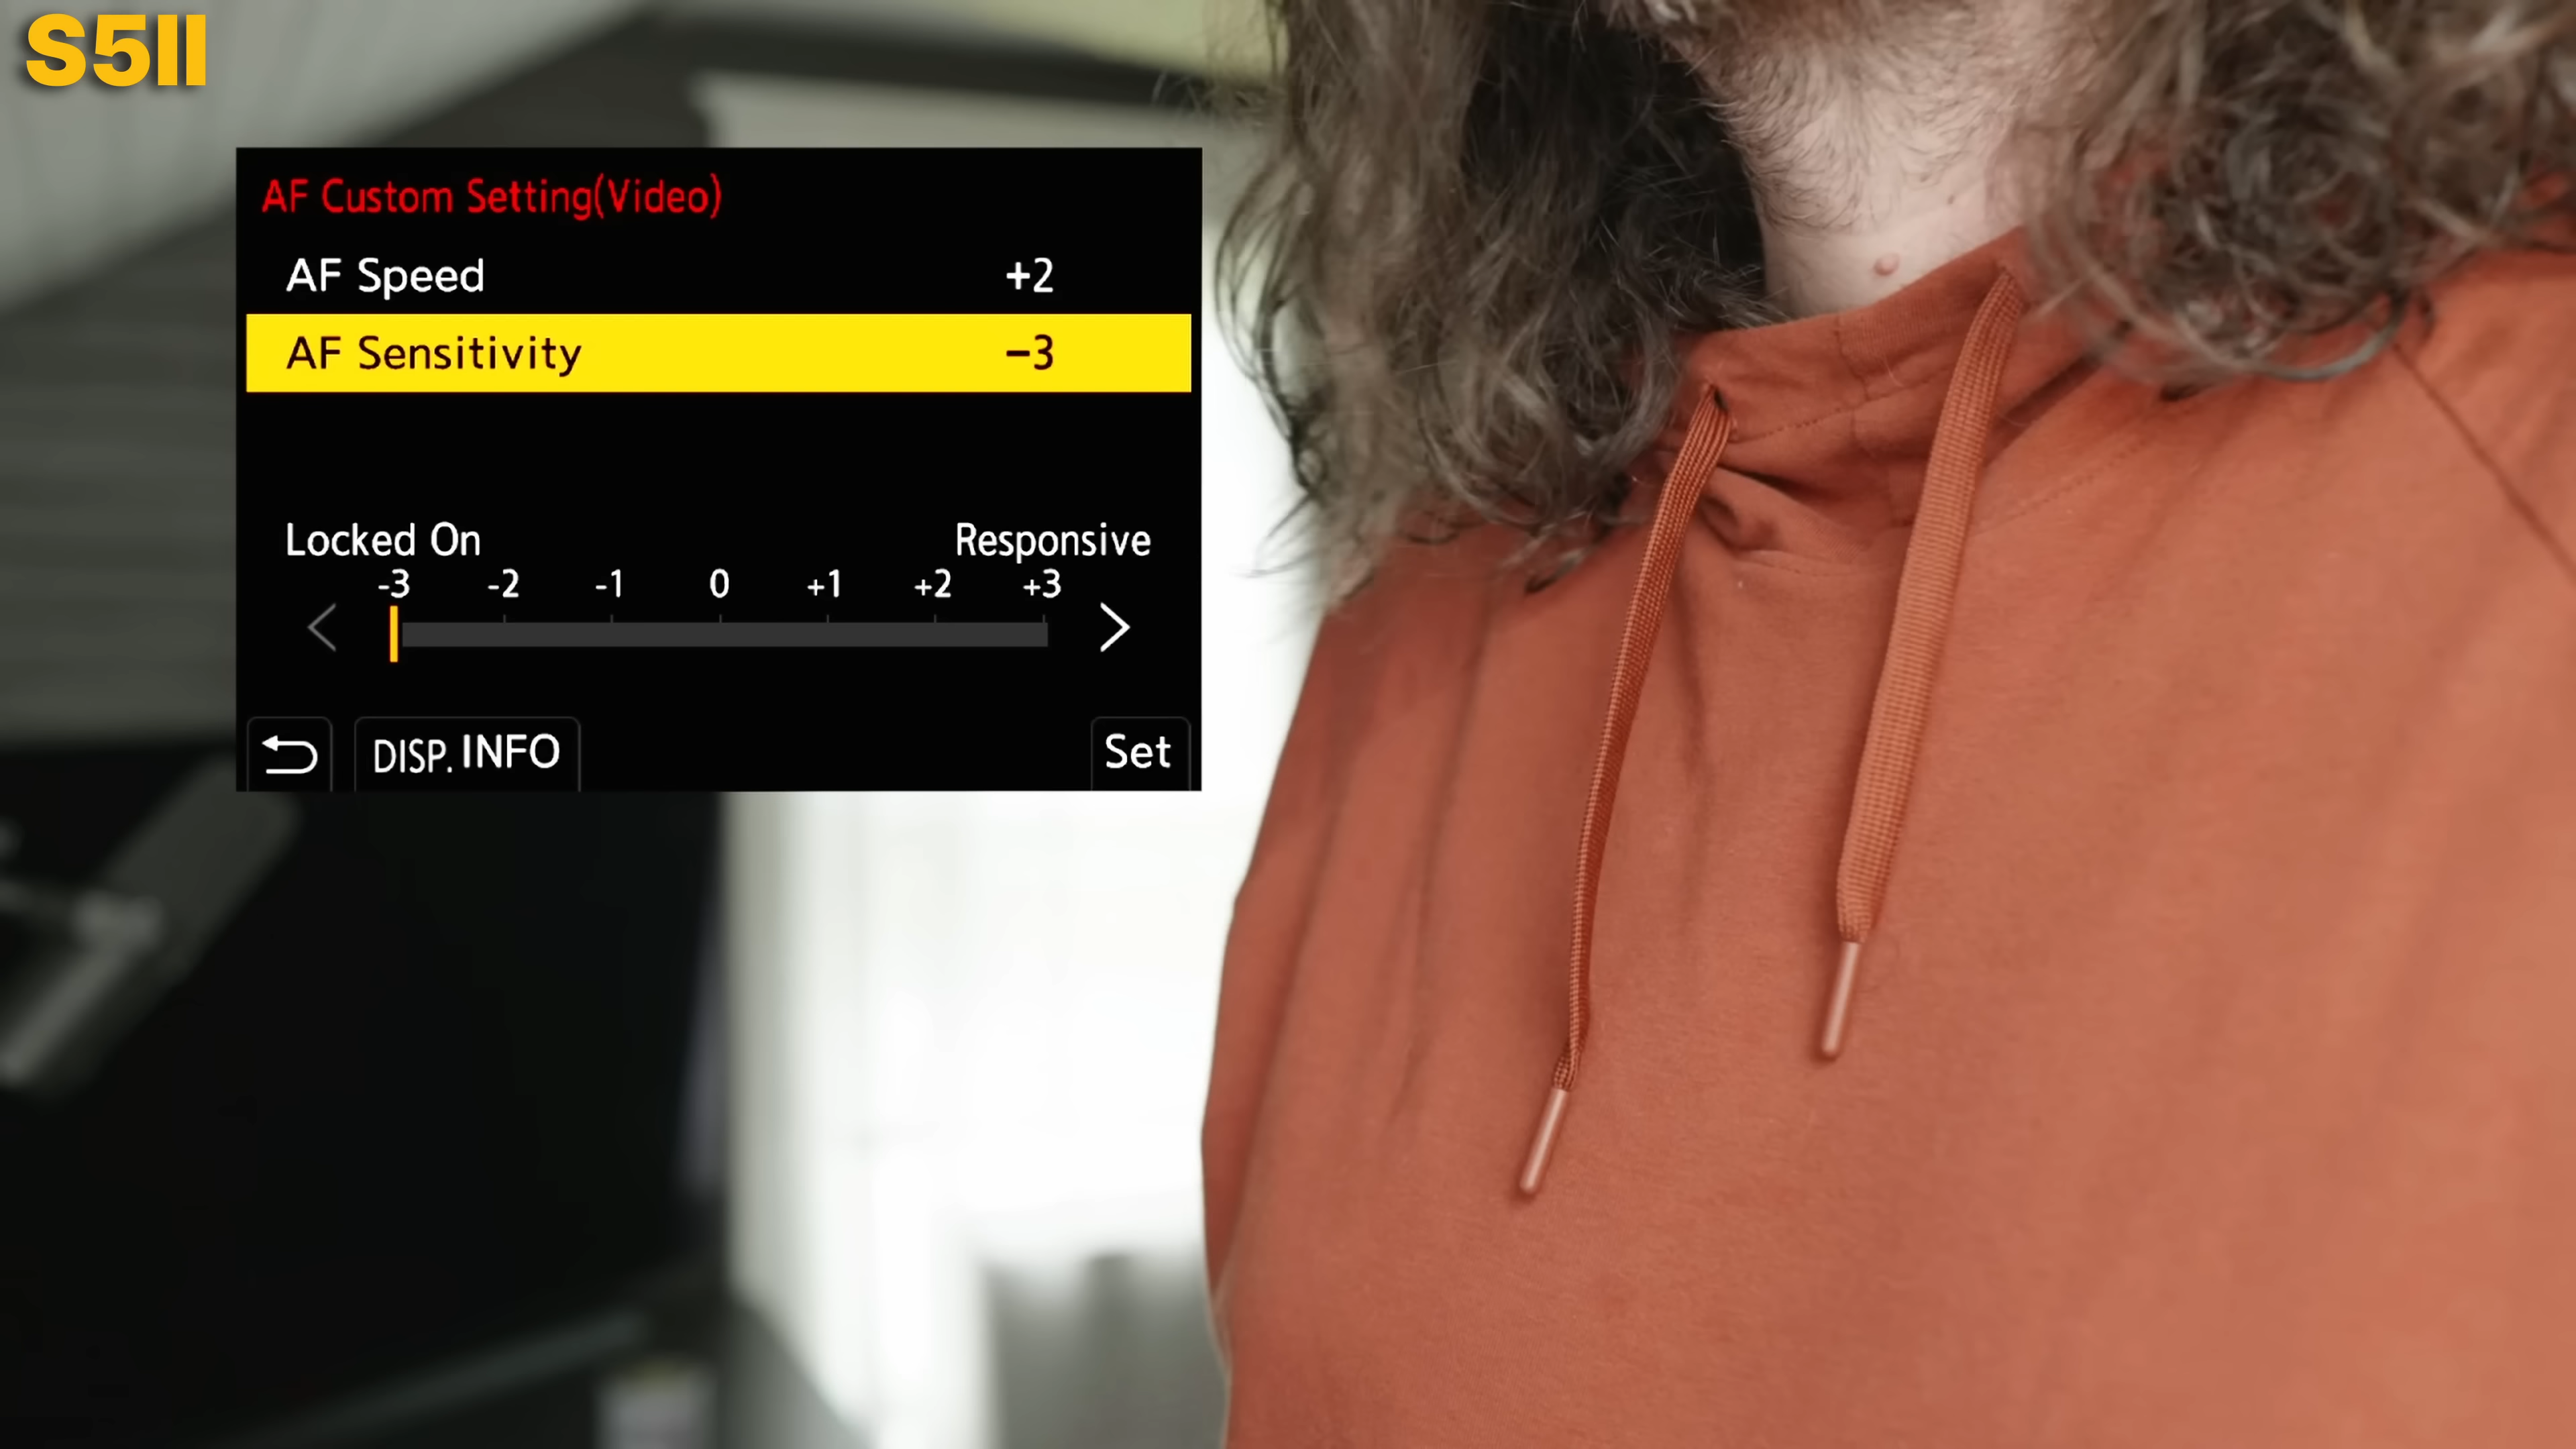 S5II
AF Custom Setting(Video)
AF Speed +2
AF Sensitivity −3
Locked On Responsive
-3 -2 -1 0 +1 +2 +3
DISP. INFO Set